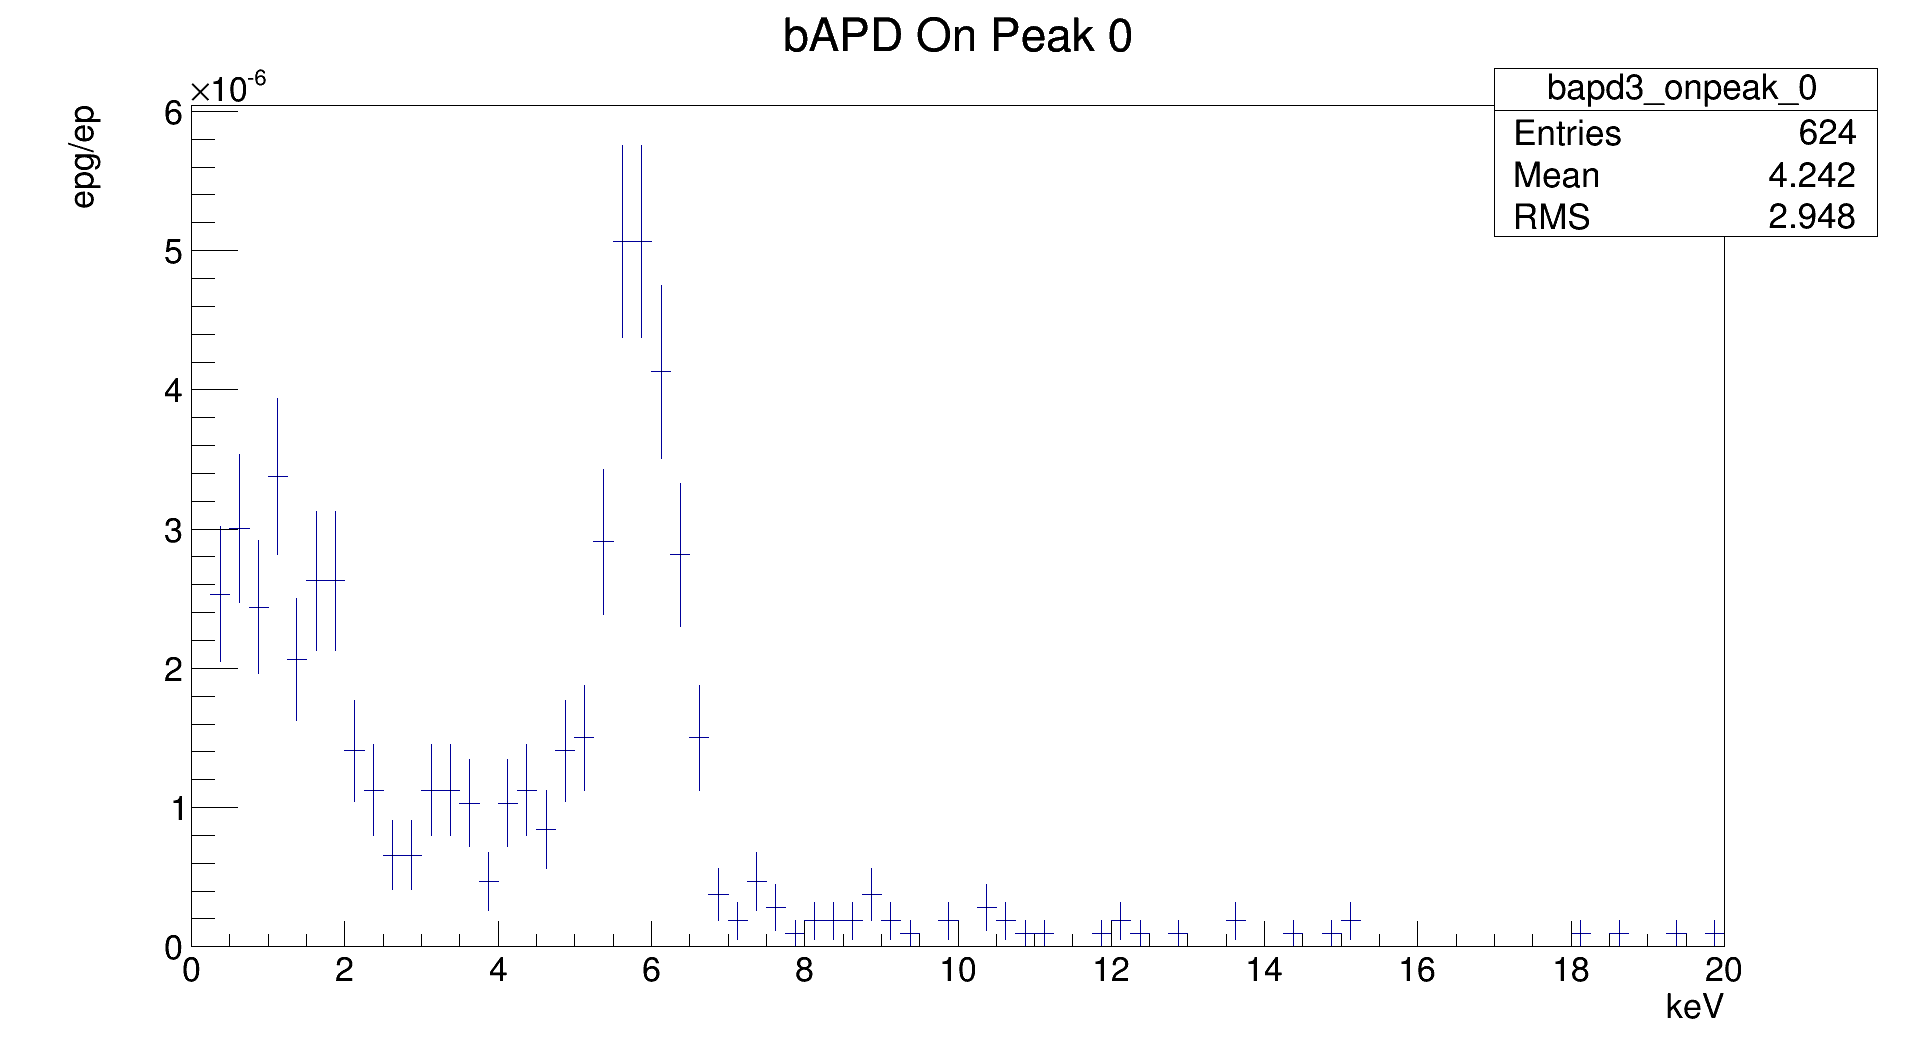 bAPD On Peak 0
×10-6
epg/ep
bapd3_onpeak_0
Entries 624
Mean 4.242
RMS 2.948
6
5
4
3
2
1
0
0 2 4 6 8 10 12 14 16 18 20
keV